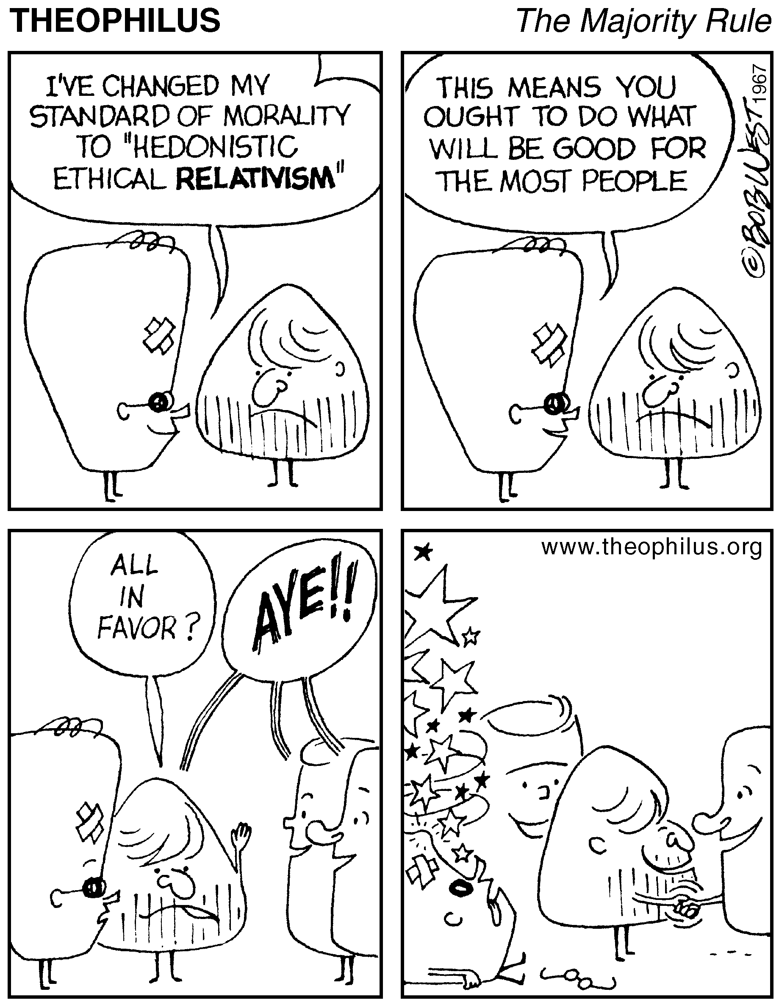 THEOPHILUS
The Majority Rule
I'VE CHANGED MY
STANDARD OF MORALITY
TO "HEDONISTIC
ETHICAL RELATIVISM"
THIS MEANS YOU
OUGHT TO DO WHAT
WILL BE GOOD FOR
THE MOST PEOPLE
© BOB WEST 1967
ALL
IN
FAVOR?
AYE!!
www.theophilus.org